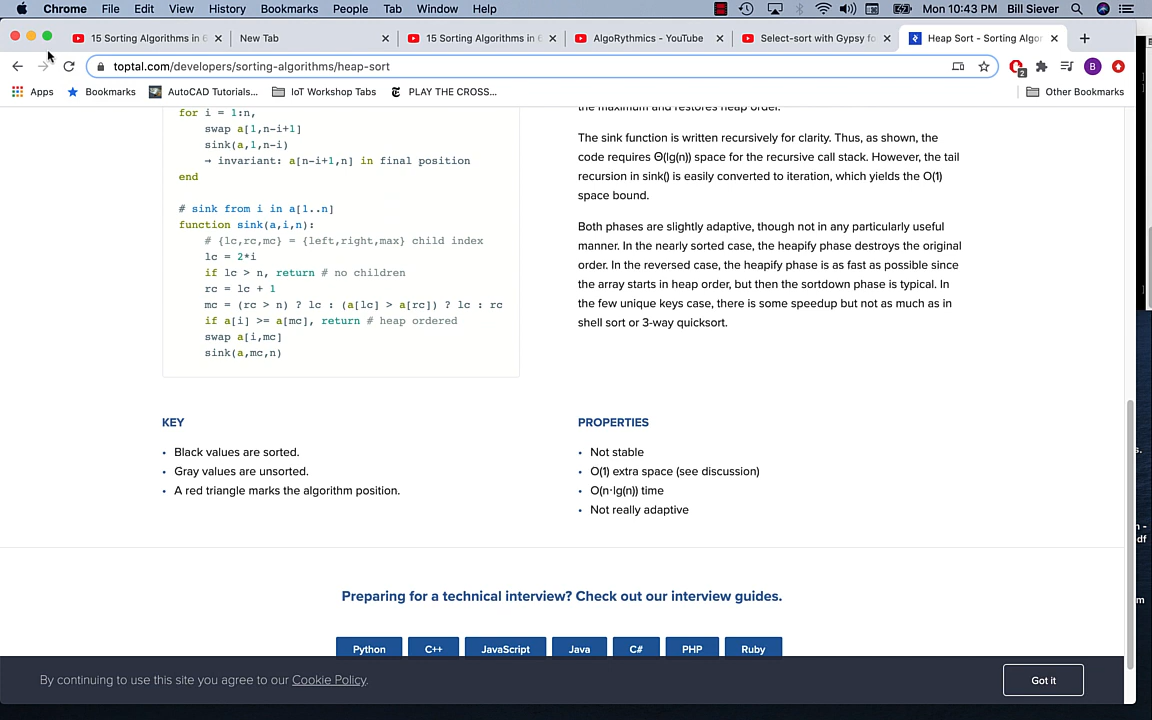 Chrome File Edit View History Bookmarks People Tab Window Help Mon 10:43 PM Bill Siever
15 Sorting Algorithms in 6
New Tab
15 Sorting Algorithms in 6
AlgoRythmics - YouTube
Select-sort with Gypsy fo
Heap Sort - Sorting Algor
toptal.com/developers/sorting-algorithms/heap-sort
2
B
Apps Bookmarks AutoCAD Tutorials... IoT Workshop Tabs PLAY THE CROSS... Other Bookmarks
for i = 1:n,
swap a[1,n-i+1]
sink(a,1,n-i)
→ invariant: a[n-i+1,n] in final position
end
# sink from i in a[1..n]
function sink(a,i,n):
# {lc,rc,mc} = {left,right,max} child index
lc = 2*i
if lc > n, return # no children
rc = lc + 1
mc = (rc > n) ? lc : (a[lc] > a[rc]) ? lc : rc
if a[i] >= a[mc], return # heap ordered
swap a[i,mc]
sink(a,mc,n)
the maximum and restores heap order.
The sink function is written recursively for clarity. Thus, as shown, the
code requires Θ(lg(n)) space for the recursive call stack. However, the tail
recursion in sink() is easily converted to iteration, which yields the O(1)
space bound.
Both phases are slightly adaptive, though not in any particularly useful
manner. In the nearly sorted case, the heapify phase destroys the original
order. In the reversed case, the heapify phase is as fast as possible since
the array starts in heap order, but then the sortdown phase is typical. In
the few unique keys case, there is some speedup but not as much as in
shell sort or 3-way quicksort.
KEY
• Black values are sorted.
• Gray values are unsorted.
• A red triangle marks the algorithm position.
PROPERTIES
• Not stable
• O(1) extra space (see discussion)
• O(n·lg(n)) time
• Not really adaptive
Preparing for a technical interview? Check out our interview guides.
Python C++ JavaScript Java C# PHP Ruby
By continuing to use this site you agree to our Cookie Policy.
Got it